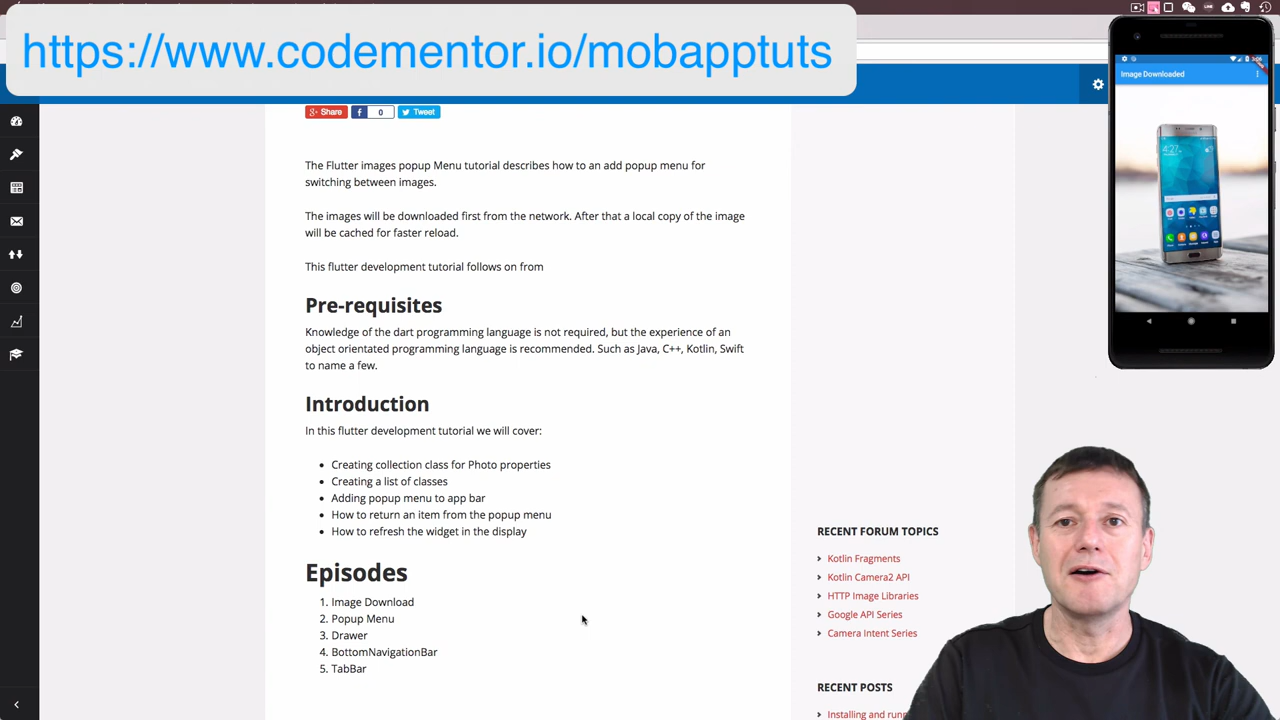 https://www.codementor.io/mobapptuts
Image Downloaded
Share
0
Tweet
The Flutter images popup Menu tutorial describes how to an add popup menu for
switching between images.
The images will be downloaded first from the network. After that a local copy of the image
will be cached for faster reload.
This flutter development tutorial follows on from
Pre-requisites
Knowledge of the dart programming language is not required, but the experience of an
object orientated programming language is recommended. Such as Java, C++, Kotlin, Swift
to name a few.
Introduction
In this flutter development tutorial we will cover:
Creating collection class for Photo properties
Creating a list of classes
Adding popup menu to app bar
How to return an item from the popup menu
How to refresh the widget in the display
Episodes
1. Image Download
2. Popup Menu
3. Drawer
4. BottomNavigationBar
5. TabBar
RECENT FORUM TOPICS
Kotlin Fragments
Kotlin Camera2 API
HTTP Image Libraries
Google API Series
Camera Intent Series
RECENT POSTS
Installing and